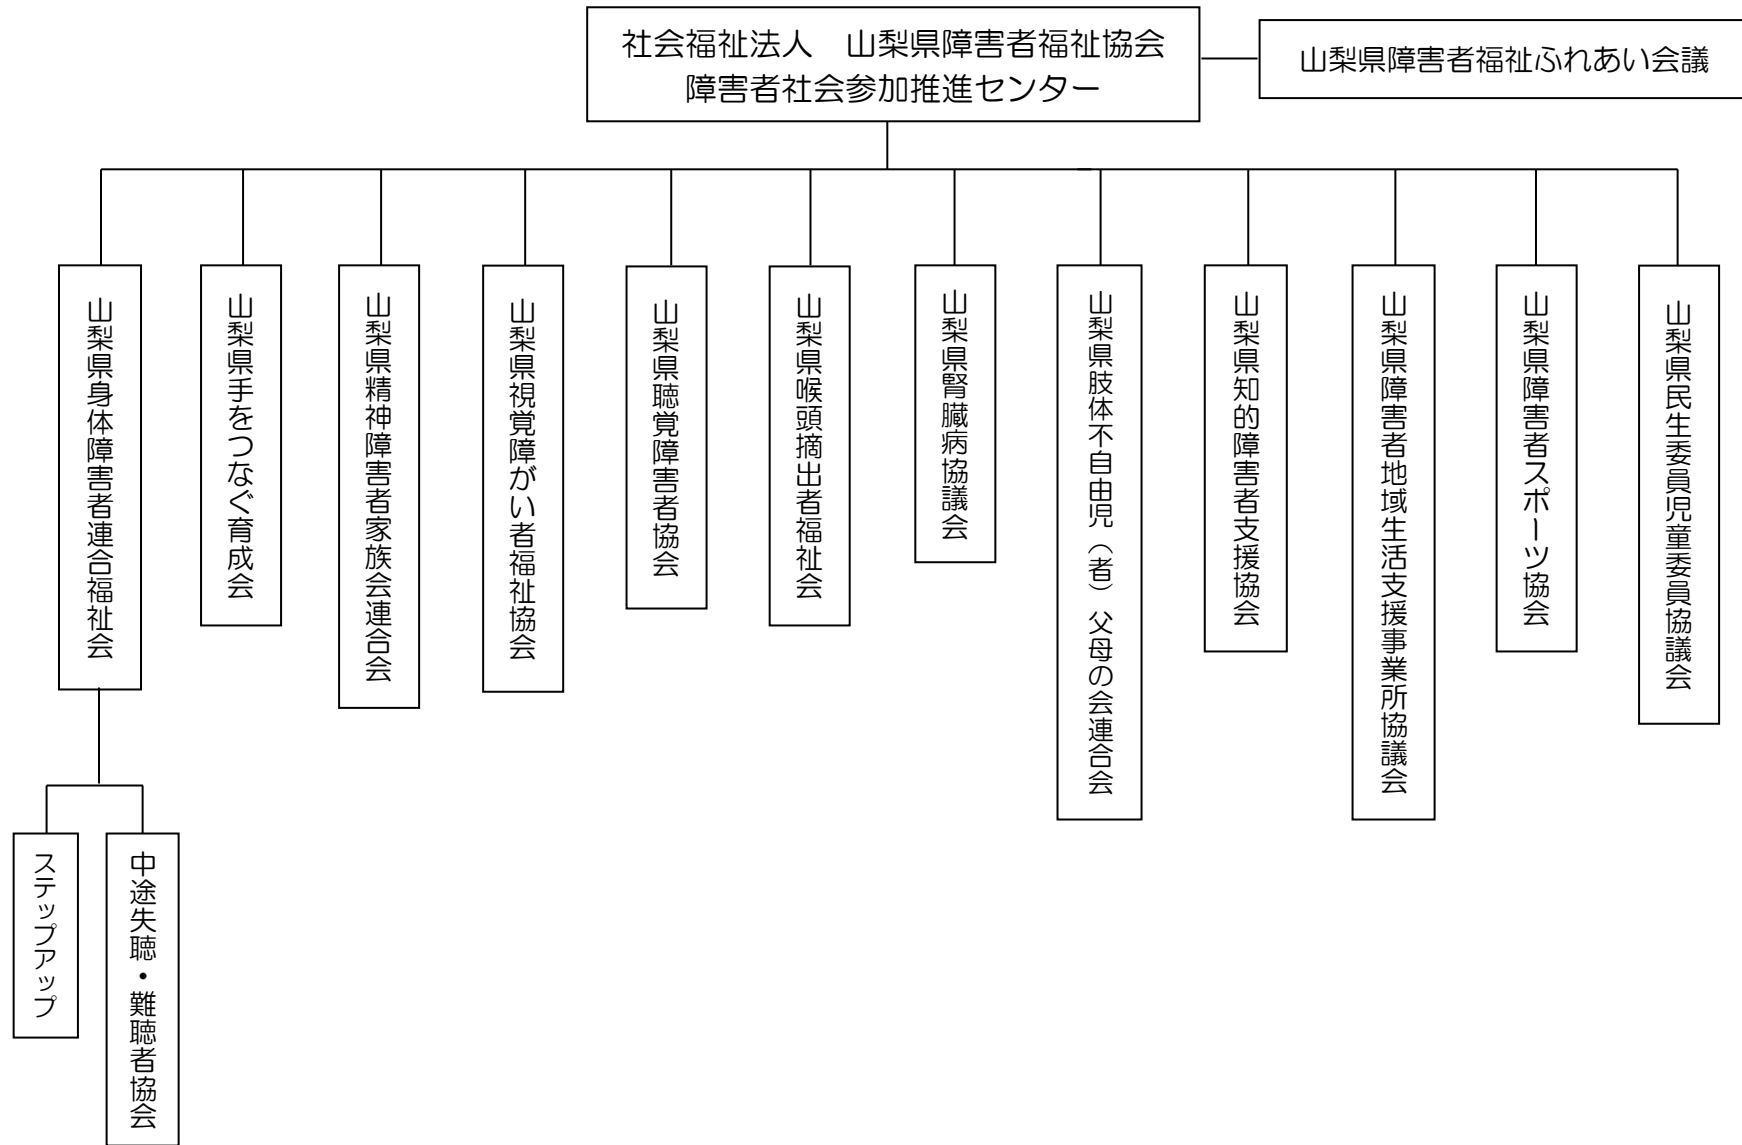 社会福祉法人　山梨県障害者福祉協会
障害者社会参加推進センター
山梨県障害者福祉ふれあい会議
山梨県身体障害者連合福祉会
山梨県手をつなぐ育成会
山梨県精神障害者家族会連合会
山梨県視覚障がい者福祉協会
山梨県聴覚障害者協会
山梨県喉頭摘出者福祉会
山梨県腎臓病協議会
山梨県肢体不自由児（者）父母の会連合会
山梨県知的障害者支援協会
山梨県障害者地域生活支援事業所協議会
山梨県障害者スポーツ協会
山梨県民生委員児童委員協議会
ステップアップ
中途失聴・難聴者協会